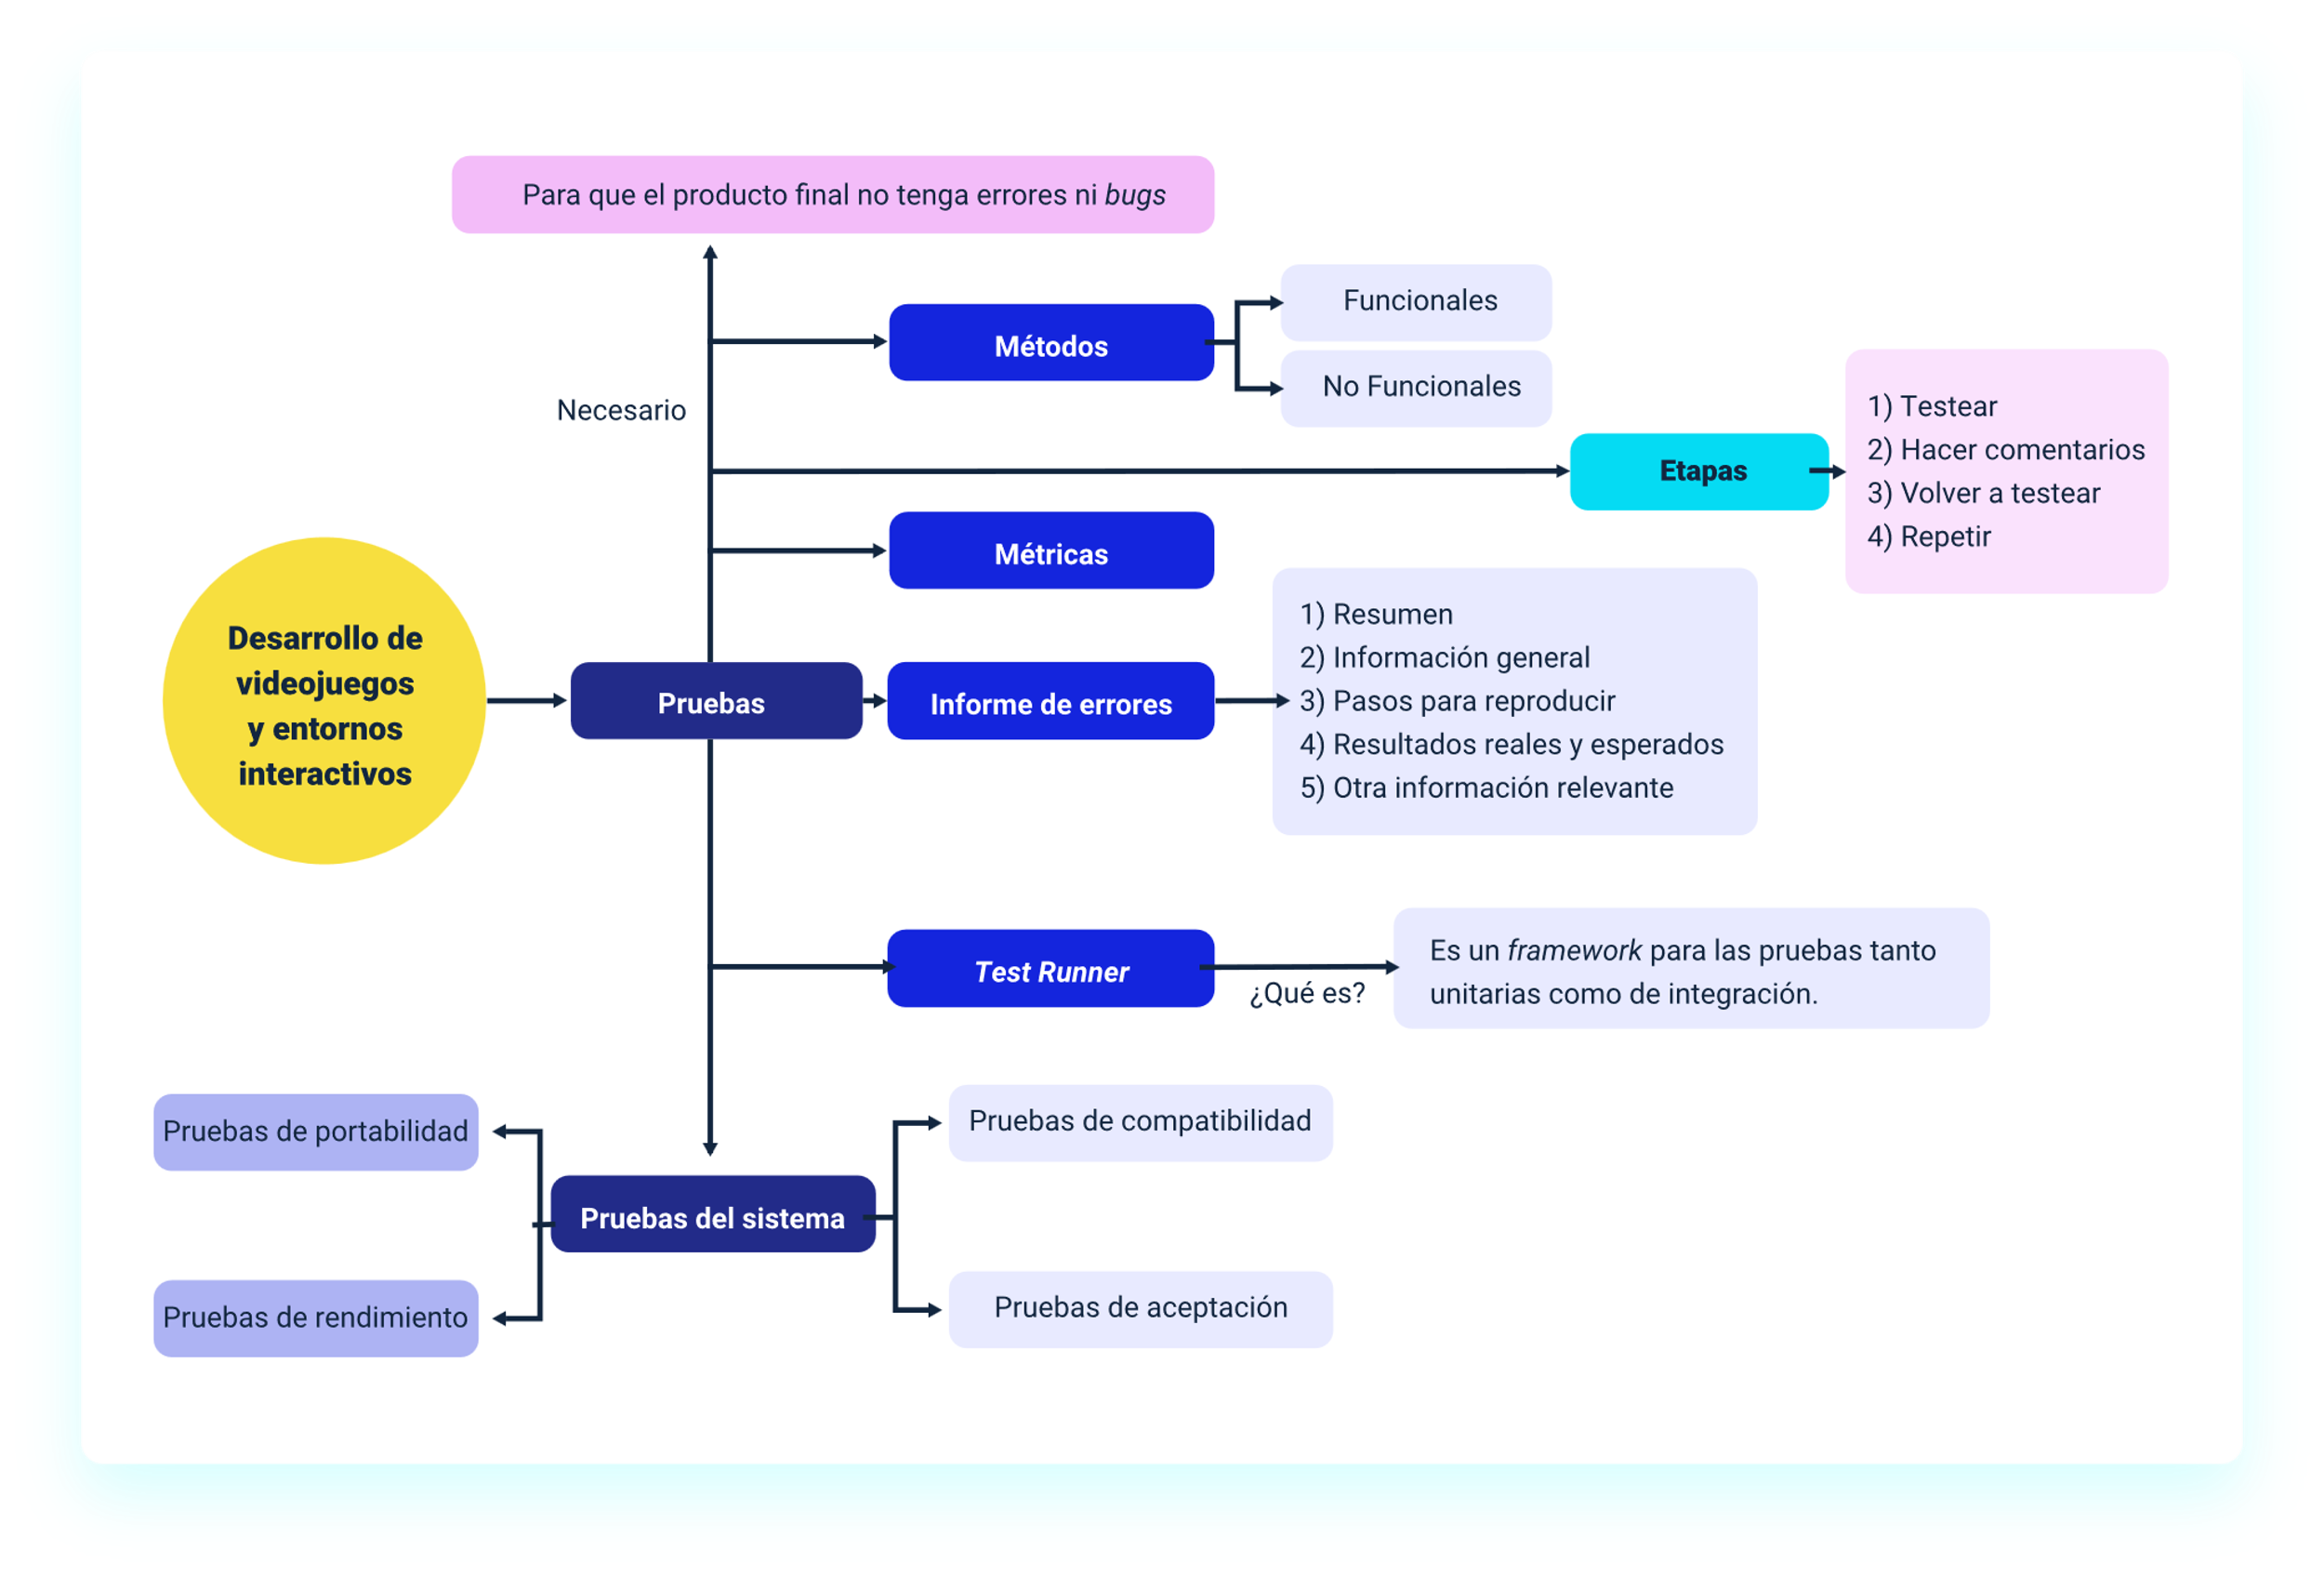 Para que el producto final no tenga errores ni bugs
Funcionales
Métodos
No Funcionales
Necesario
1) Testear
2) Hacer comentarios
3) Volver a testear
4) Repetir
Etapas
Métricas
1) Resumen
2) Información general
3) Pasos para reproducir
4) Resultados reales y esperados
5) Otra información relevante
Desarrollo de
videojuegos
y entornos
interactivos
Pruebas
Informe de errores
Test Runner
¿Qué es?
Es un framework para las pruebas tanto
unitarias como de integración.
Pruebas de portabilidad
Pruebas de compatibilidad
Pruebas del sistema
Pruebas de rendimiento
Pruebas de aceptación